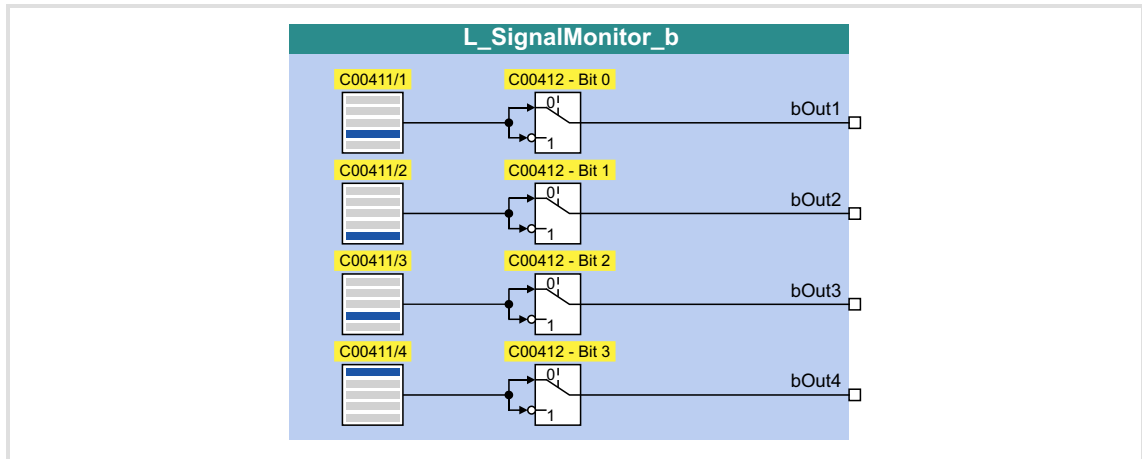 L_SignalMonitor_b
C00411/1 C00412 - Bit 0
0
1
bOut1
C00411/2 C00412 - Bit 1
0
1
bOut2
C00411/3 C00412 - Bit 2
0
1
bOut3
C00411/4 C00412 - Bit 3
0
1
bOut4